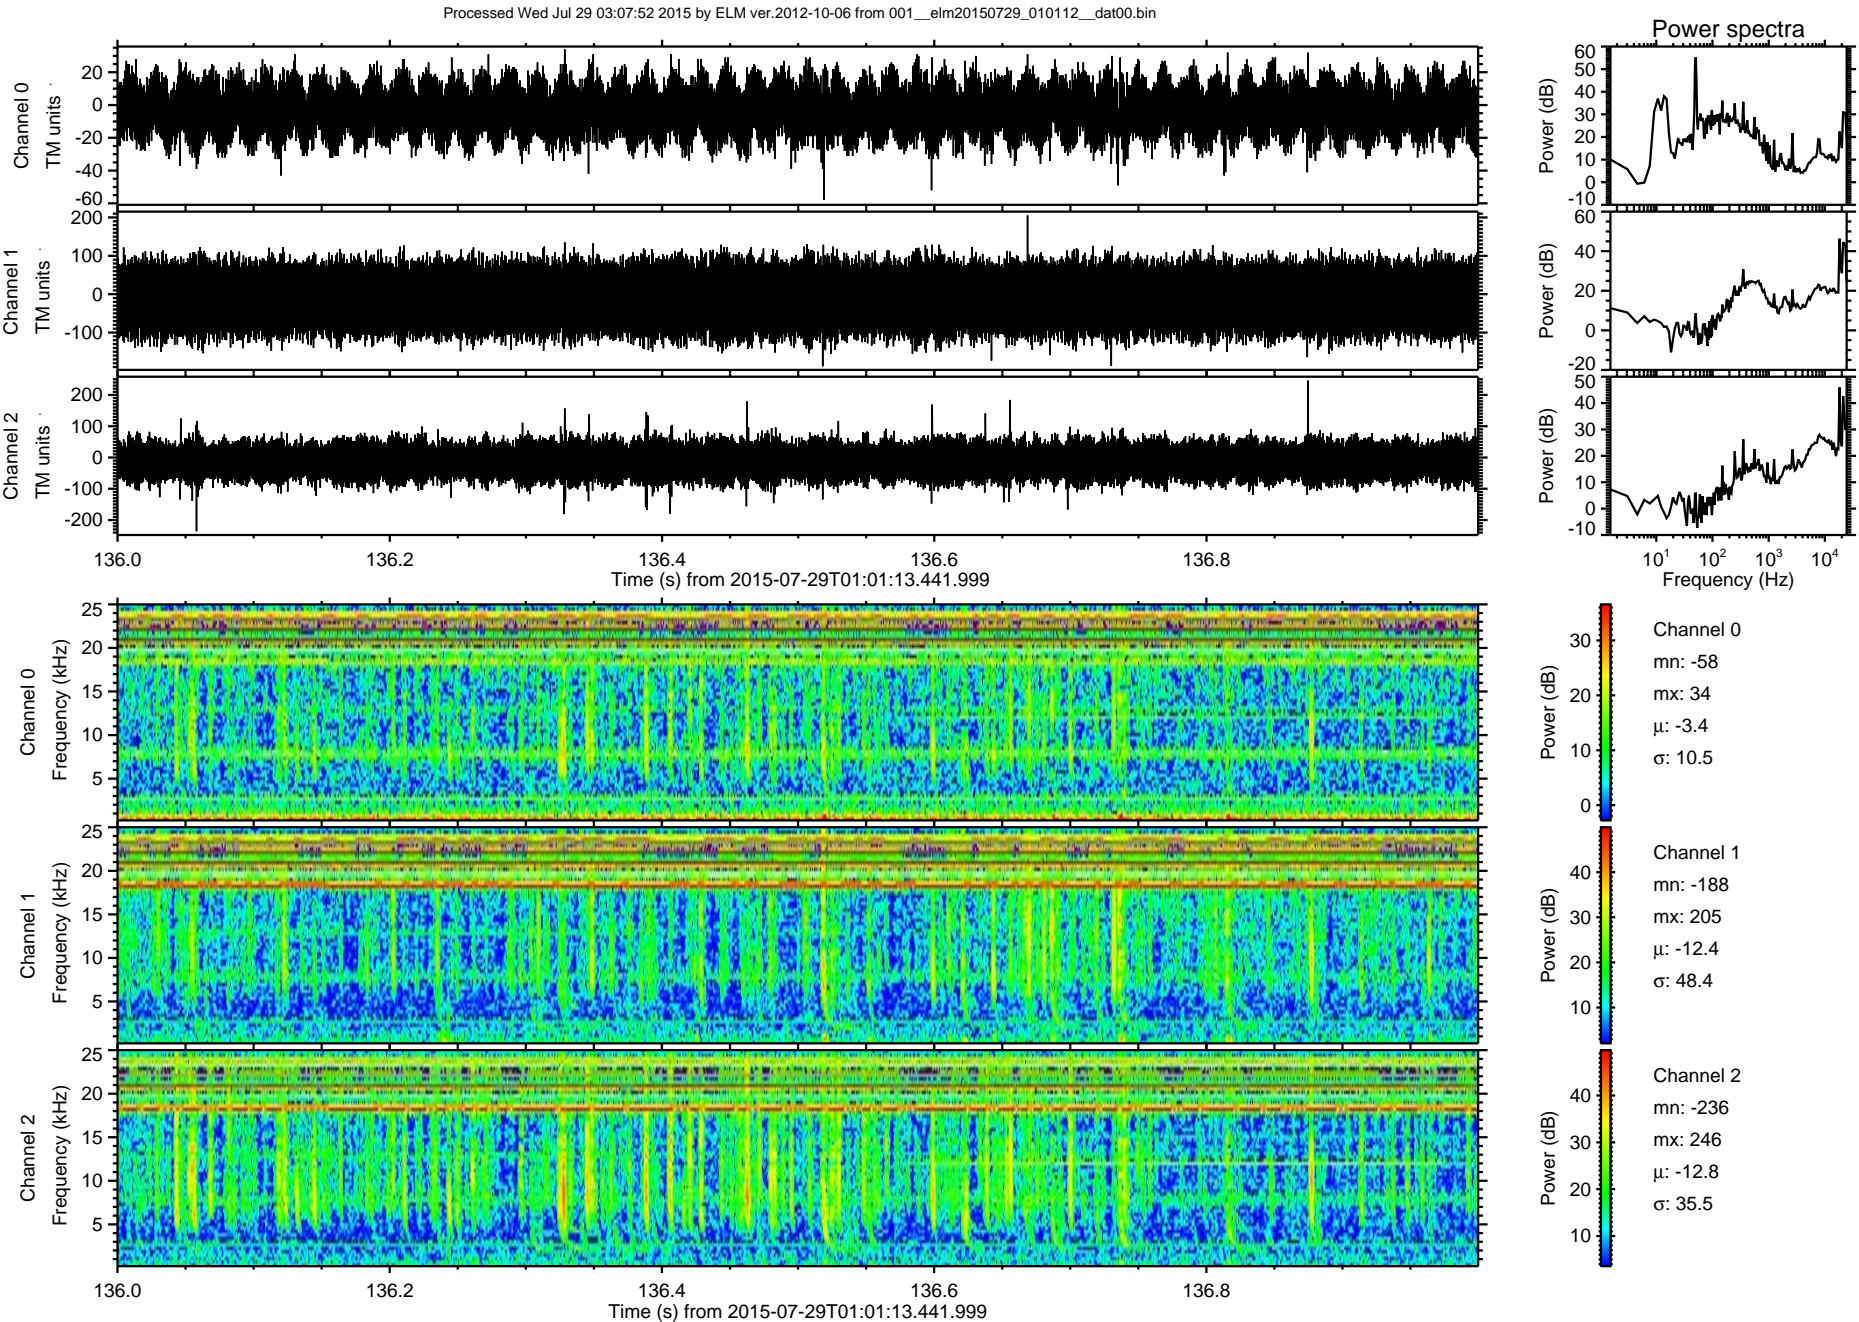 Processed Wed Jul 29 03:07:52 2015 by ELM ver.2012-10-06 from 001__elm20150729_010112__dat00.bin
Power spectra
Channel 0
TM units
20
0
-20
-40
-60
Power (dB)
60
50
40
30
20
10
0
-10
Channel 1
TM units
200
100
0
-100
Power (dB)
60
40
20
0
-20
Channel 2
TM units
200
100
0
-100
-200
Power (dB)
50
40
30
20
10
0
-10
136.0 136.2 136.4 136.6 136.8
Time (s) from 2015-07-29T01:01:13.441.999
10¹ 10² 10³ 10⁴
Frequency (Hz)
Channel 0
Frequency (kHz)
25
20
15
10
5
Power (dB)
30
20
10
0
Channel 0
mn: -58
mx: 34
μ: -3.4
σ: 10.5
Channel 1
Frequency (kHz)
25
20
15
10
5
Power (dB)
40
30
20
10
Channel 1
mn: -188
mx: 205
μ: -12.4
σ: 48.4
Channel 2
Frequency (kHz)
25
20
15
10
5
Power (dB)
40
30
20
10
Channel 2
mn: -236
mx: 246
μ: -12.8
σ: 35.5
136.0 136.2 136.4 136.6 136.8
Time (s) from 2015-07-29T01:01:13.441.999